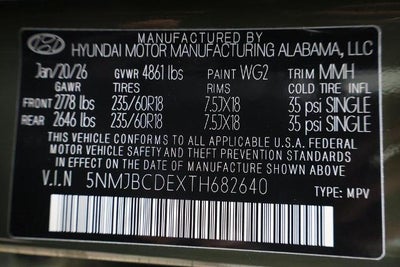 MANUFACTURED BY
HYUNDAI MOTOR MANUFACTURING ALABAMA, LLC
Jan/20/26 GVWR 4861 lbs PAINT WG2 TRIM MMH
GAWR TIRES RIMS COLD TIRE INFL
FRONT 2778 lbs 235/60R18 7.5JX18 35 psi SINGLE
REAR 2646 lbs 235/60R18 7.5JX18 35 psi SINGLE
THIS VEHICLE CONFORMS TO ALL APPLICABLE U.S.A. FEDERAL
MOTOR VEHICLE SAFETY AND THEFT PREVENTION STANDARDS
IN EFFECT ON THE DATE OF MANUFACTURE SHOWN ABOVE
V.I.N 5NMJBCDEXTH682640 TYPE: MPV